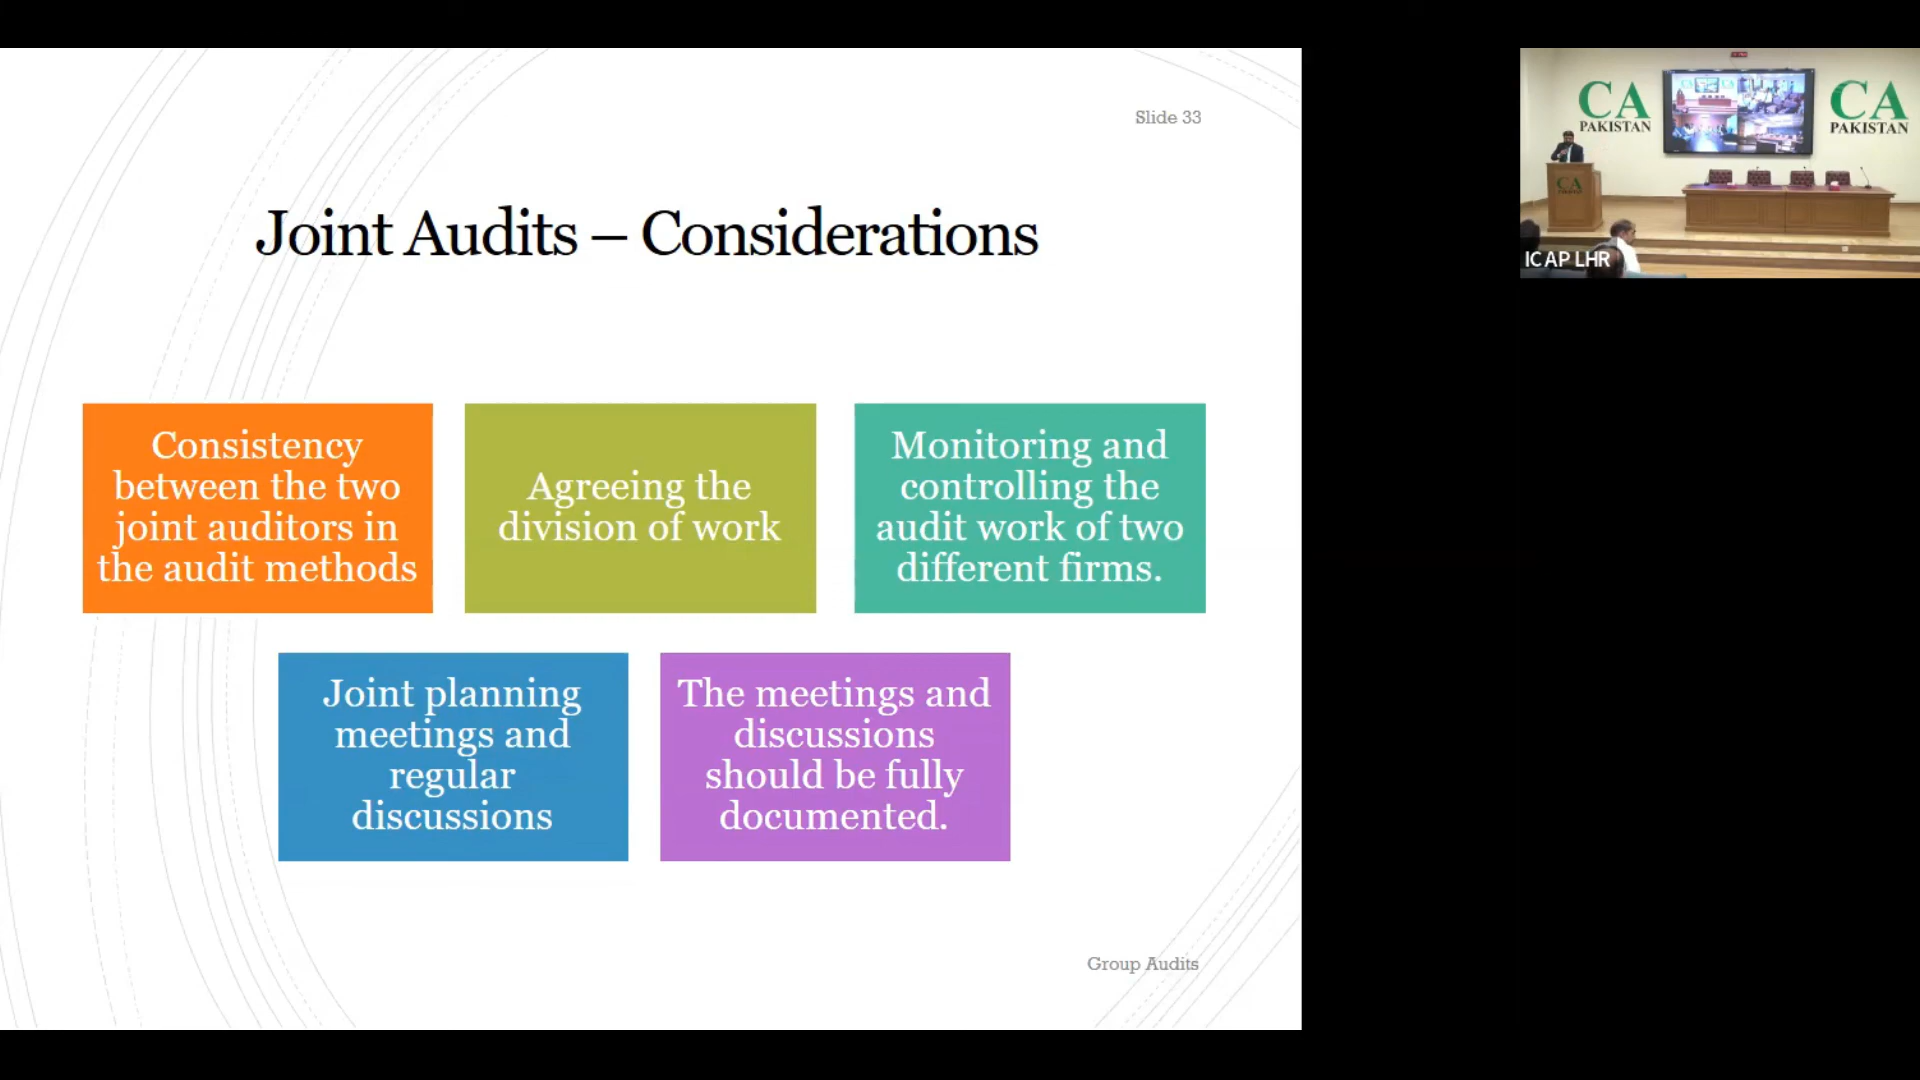 Slide 33
Joint Audits – Considerations
Consistency
between the two
joint auditors in
the audit methods
Agreeing the
division of work
Monitoring and
controlling the
audit work of two
different firms.
Joint planning
meetings and
regular
discussions
The meetings and
discussions
should be fully
documented.
Group Audits
CA
PAKISTAN
CA
PAKISTAN
CA
ICAP LHR